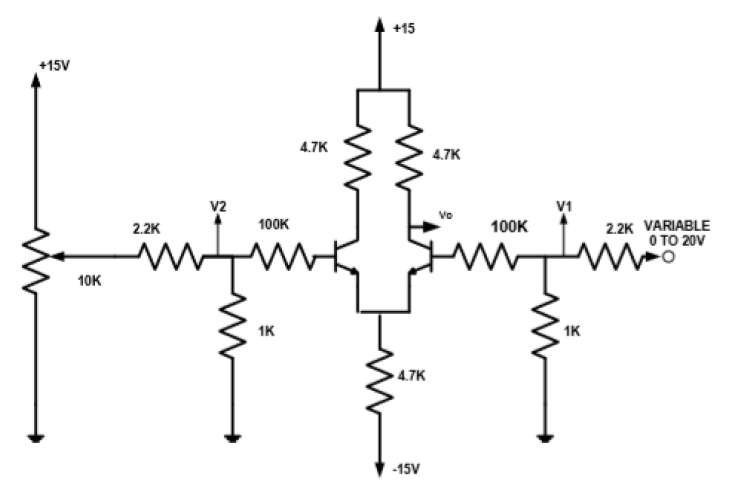 +15
+15V
4.7K
4.7K
V2
Vo
V1
2.2K
100K
100K
2.2K
VARIABLE
0 TO 20V
10K
1K
1K
4.7K
-15V